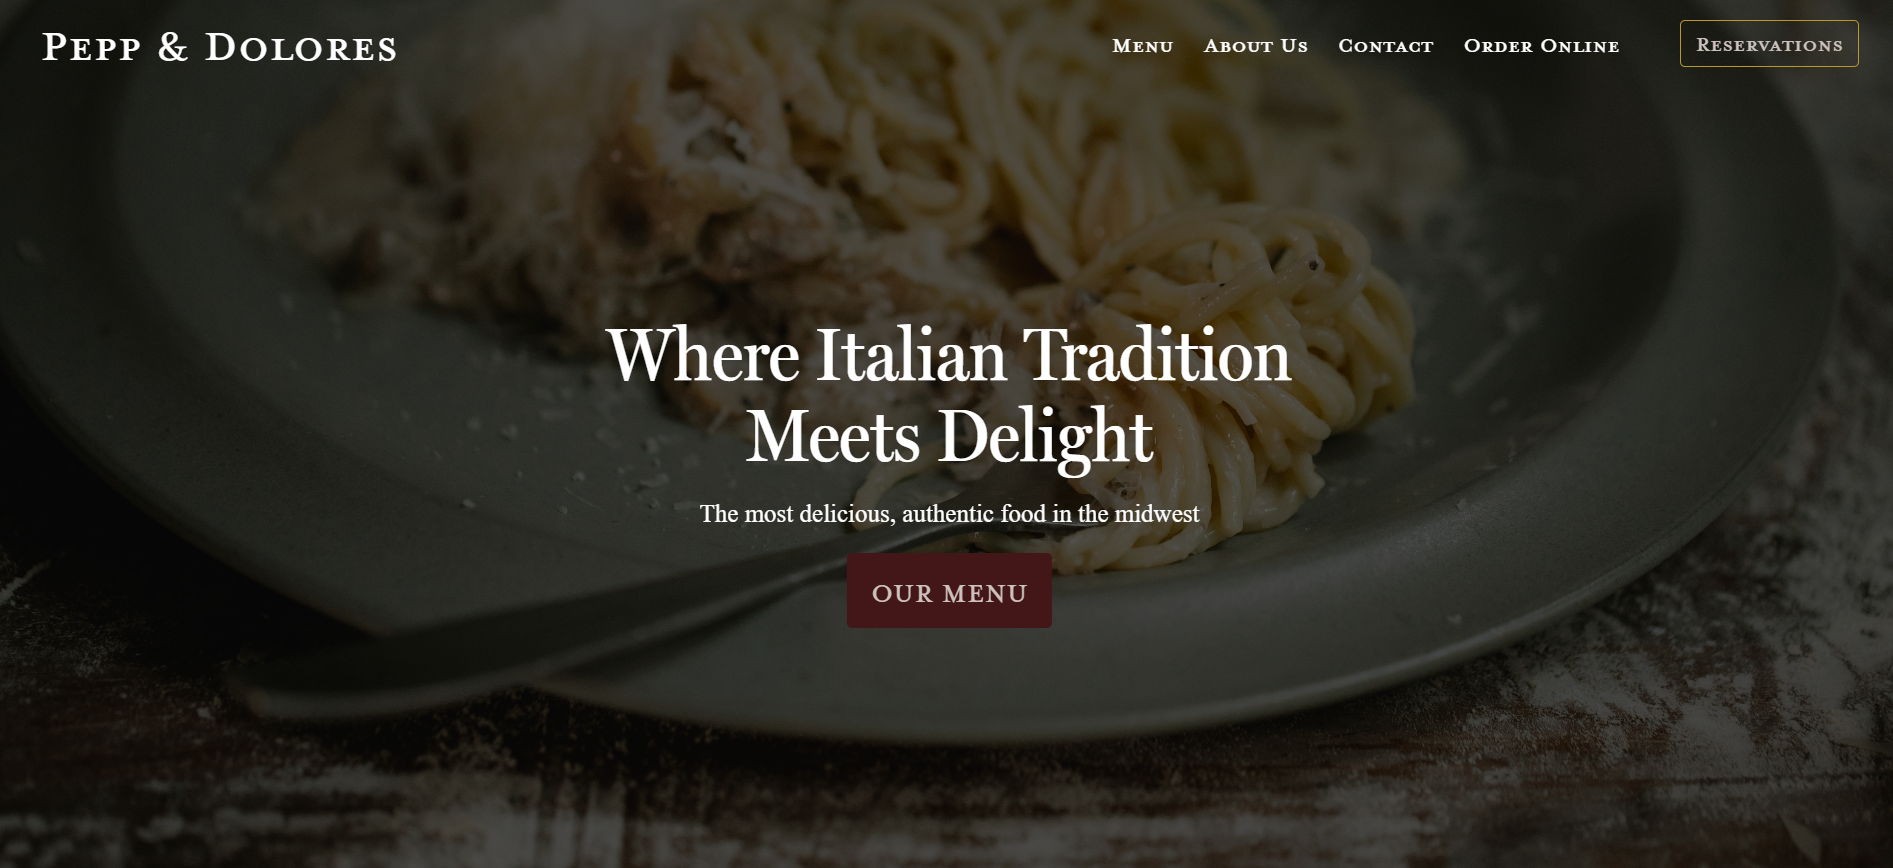 Pepp & Dolores
Menu About Us Contact Order Online Reservations
Where Italian Tradition
Meets Delight
The most delicious, authentic food in the midwest
OUR MENU